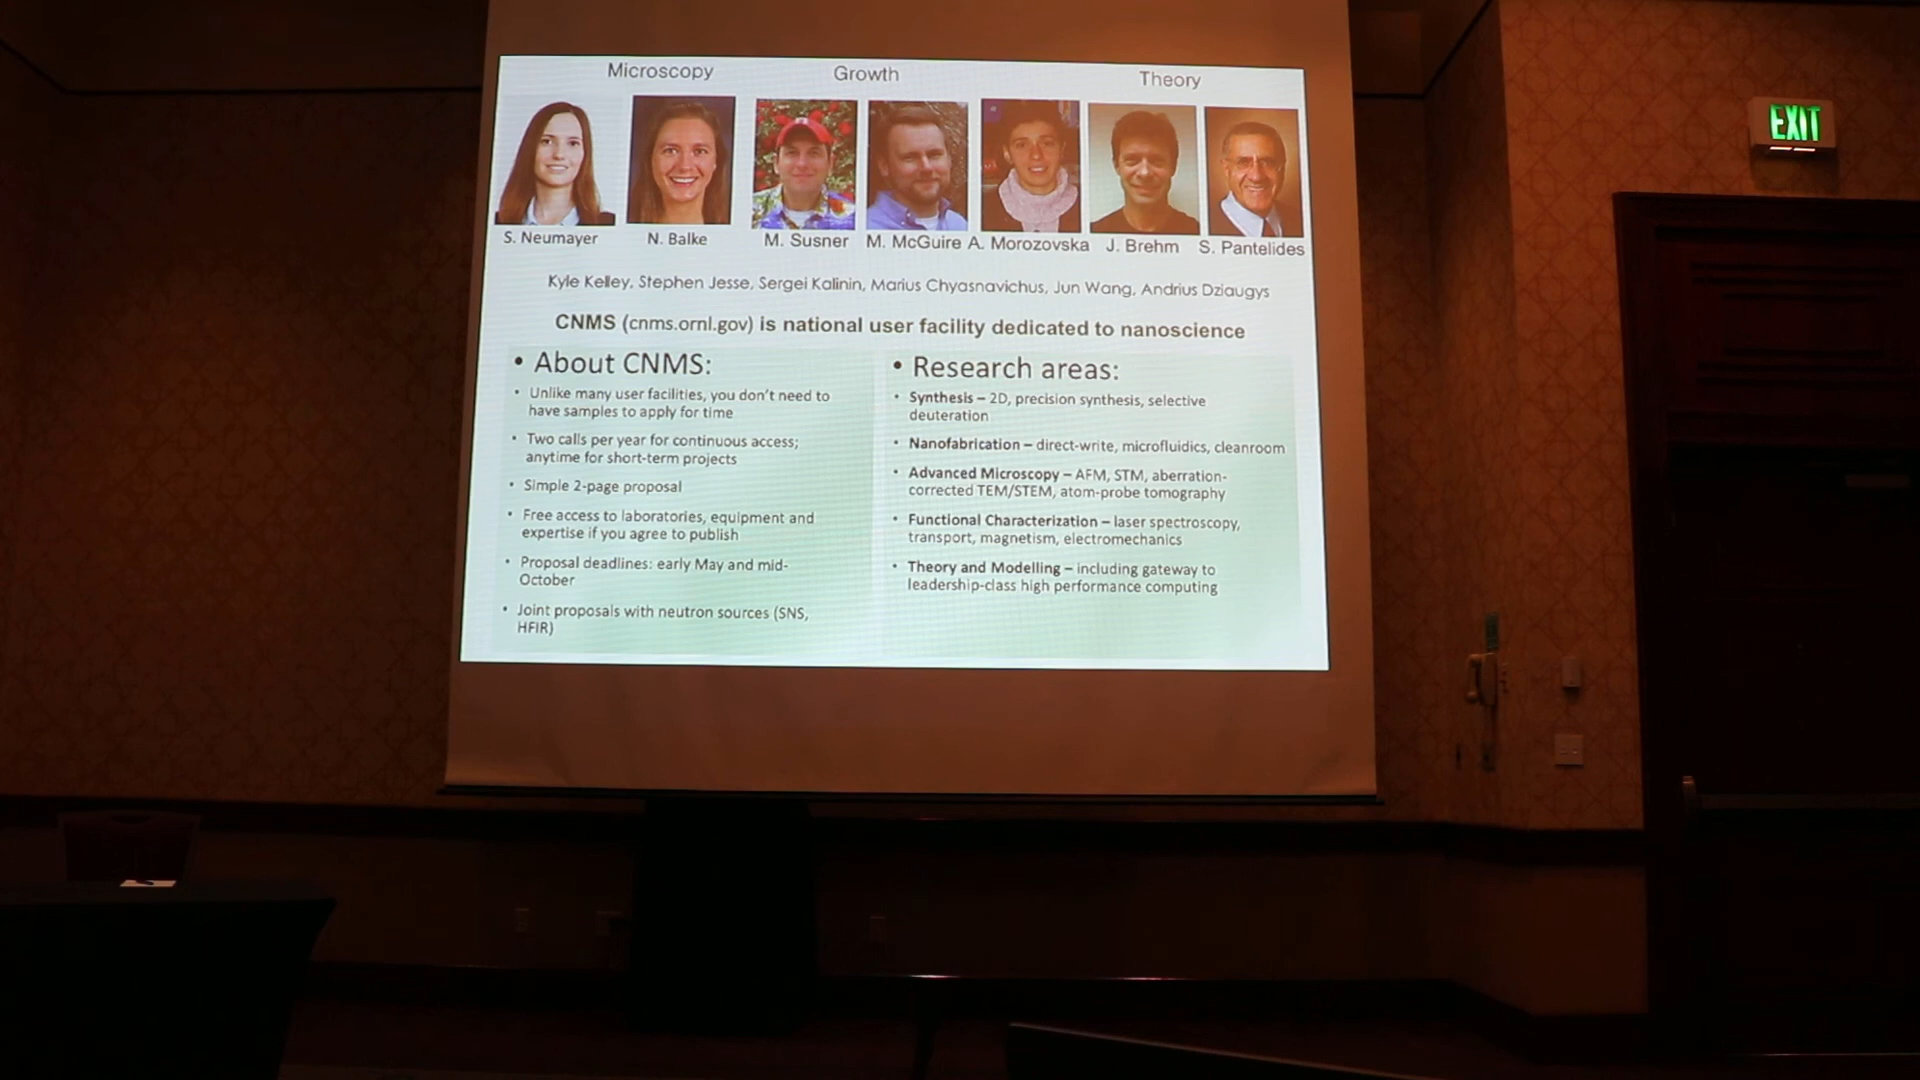 Microscopy Growth Theory
S. Neumayer N. Balke M. Susner M. McGuire A. Morozovska J. Brehm S. Pantelides
Kyle Kelley, Stephen Jesse, Sergei Kalinin, Marius Chyasnavichus, Jun Wang, Andrius Dziaugys
CNMS (cnms.ornl.gov) is national user facility dedicated to nanoscience
• About CNMS:
• Unlike many user facilities, you don't need to
have samples to apply for time
• Two calls per year for continuous access;
anytime for short-term projects
• Simple 2-page proposal
• Free access to laboratories, equipment and
expertise if you agree to publish
• Proposal deadlines: early May and mid-
October
• Joint proposals with neutron sources (SNS,
HFIR)
• Research areas:
• Synthesis – 2D, precision synthesis, selective
deuteration
• Nanofabrication – direct-write, microfluidics, cleanroom
• Advanced Microscopy – AFM, STM, aberration-
corrected TEM/STEM, atom-probe tomography
• Functional Characterization – laser spectroscopy,
transport, magnetism, electromechanics
• Theory and Modelling – including gateway to
leadership-class high performance computing
EXIT